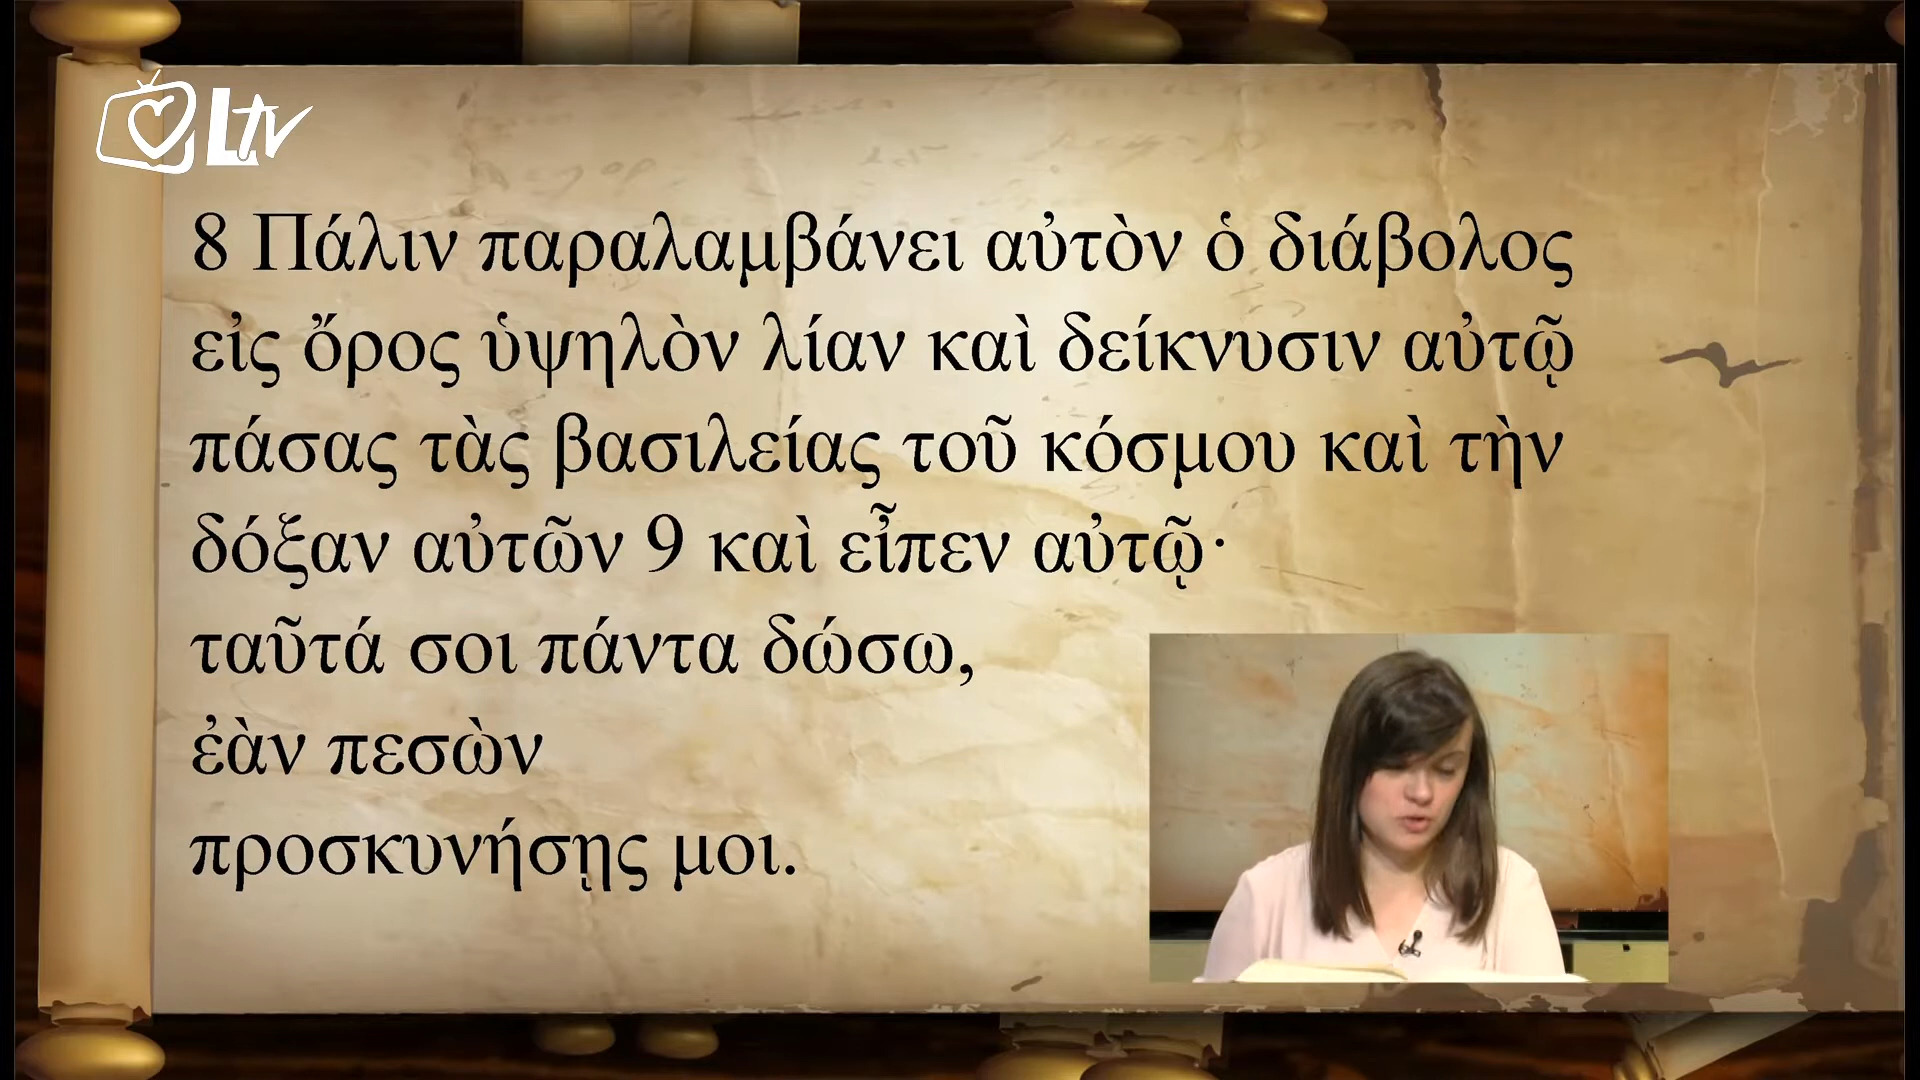 LTV
8 Πάλιν παραλαμβάνει αὐτὸν ὁ διάβολος
εἰς ὄρος ὑψηλὸν λίαν καὶ δείκνυσιν αὐτῷ
πάσας τὰς βασιλείας τοῦ κόσμου καὶ τὴν
δόξαν αὐτῶν 9 καὶ εἶπεν αὐτῷ·
ταῦτά σοι πάντα δώσω,
ἐὰν πεσὼν
προσκυνήσῃς μοι.